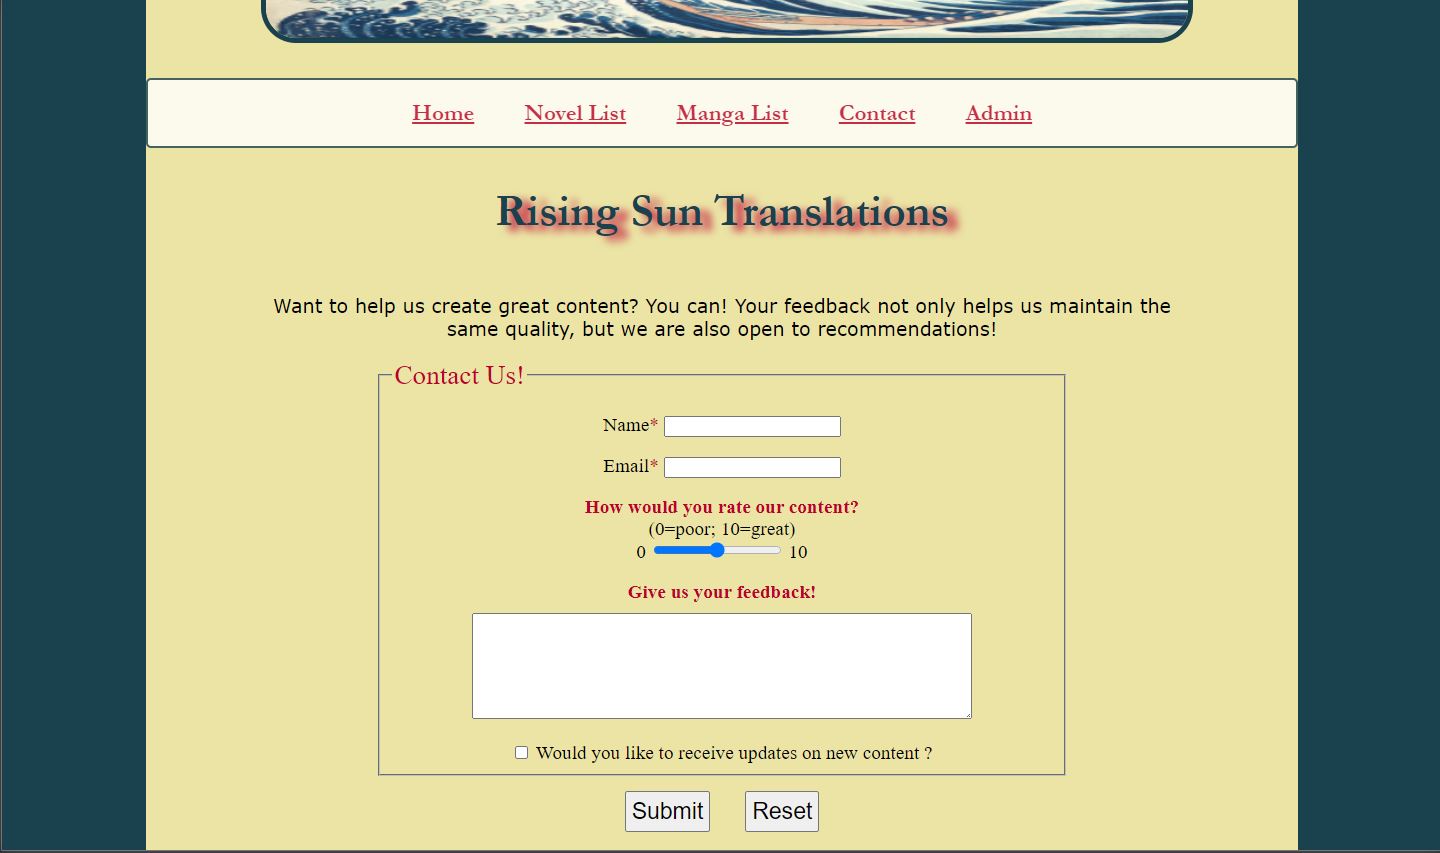 Home Novel List Manga List Contact Admin
Rising Sun Translations
Want to help us create great content? You can! Your feedback not only helps us maintain the
same quality, but we are also open to recommendations!
Contact Us!
Name*
Email*
How would you rate our content?
(0=poor; 10=great)
0 10
Give us your feedback!
Would you like to receive updates on new content ?
Submit Reset